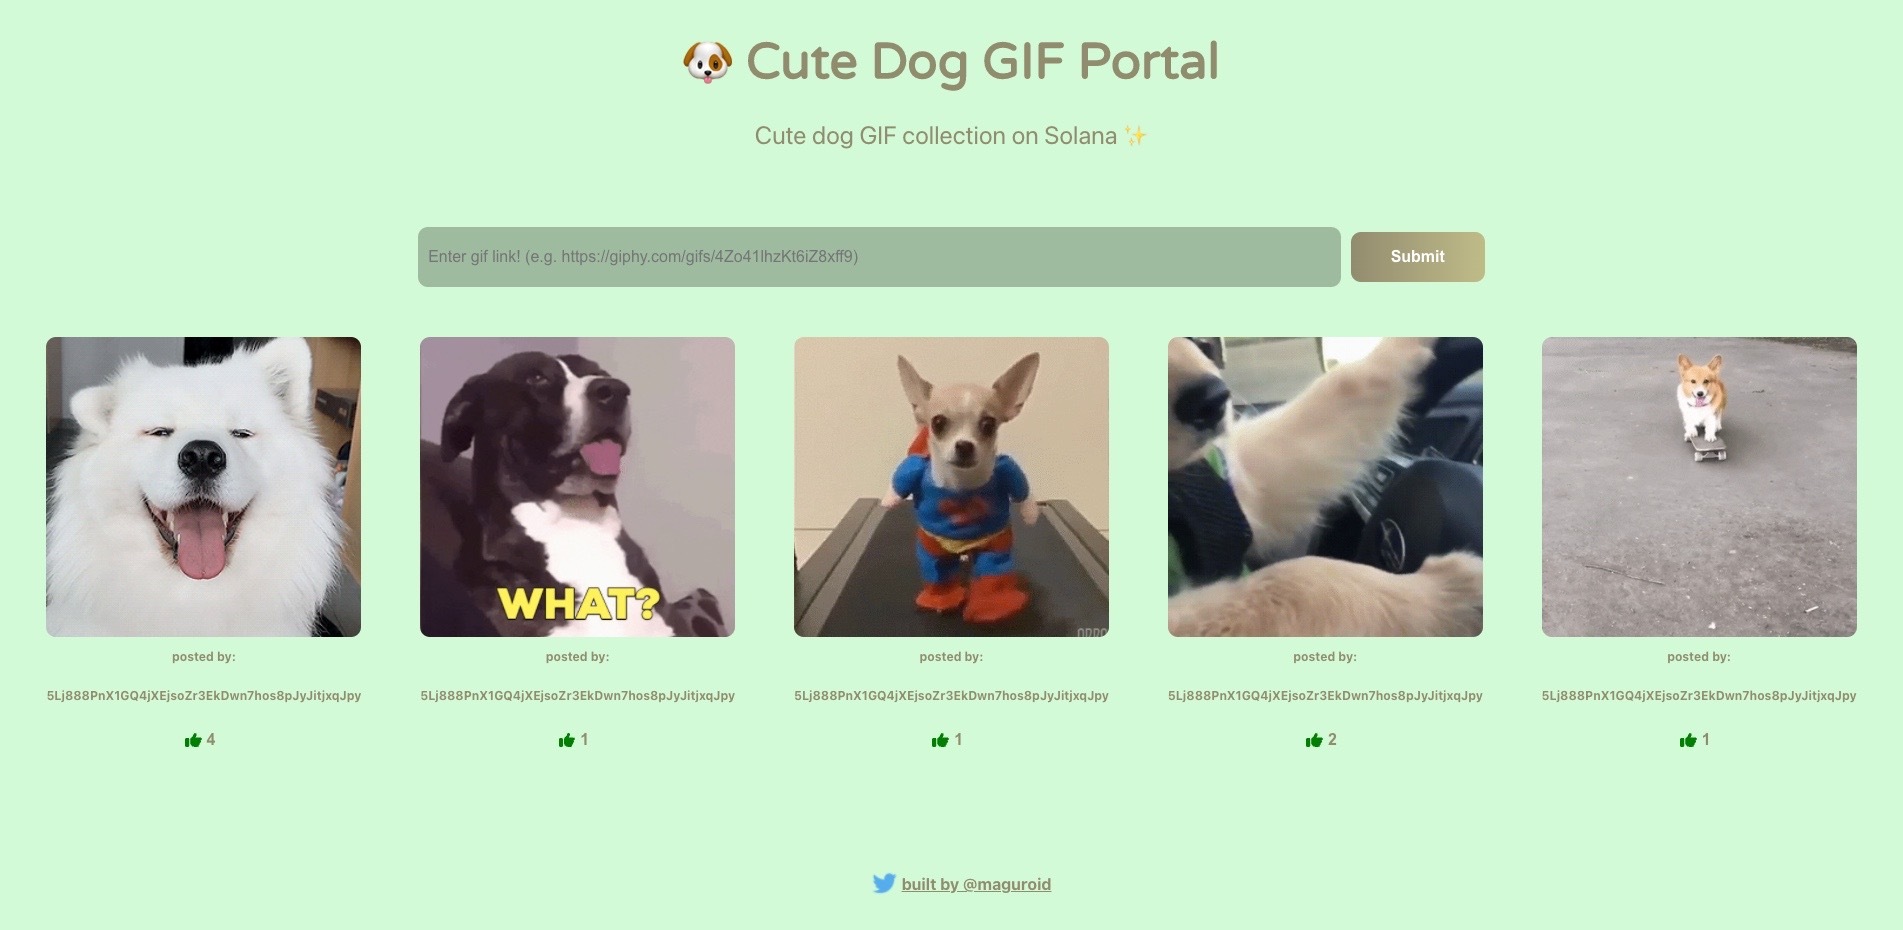 Cute Dog GIF Portal
Cute dog GIF collection on Solana ✨
Enter gif link! (e.g. https://giphy.com/gifs/4Zo41lhzKt6iZ8xff9)
Submit
WHAT?
posted by:
5Lj888PnX1GQ4jXEjsoZr3EkDwn7hos8pJyJitjxqJpy
4
posted by:
5Lj888PnX1GQ4jXEjsoZr3EkDwn7hos8pJyJitjxqJpy
1
posted by:
5Lj888PnX1GQ4jXEjsoZr3EkDwn7hos8pJyJitjxqJpy
1
posted by:
5Lj888PnX1GQ4jXEjsoZr3EkDwn7hos8pJyJitjxqJpy
2
posted by:
5Lj888PnX1GQ4jXEjsoZr3EkDwn7hos8pJyJitjxqJpy
1
built by @maguroid